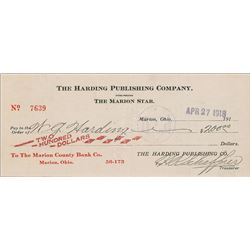 THE HARDING PUBLISHING COMPANY,
PUBLISHING
THE MARION STAR.
No 7639
Marion, Ohio, APR 27 1918 191
Pay to the Order of W G Harding $200.00
TWO HUNDRED DOLLARS
Dollars.
To The Marion County Bank Co. THE HARDING PUBLISHING CO.
Marion, Ohio. 56-173
Treasurer